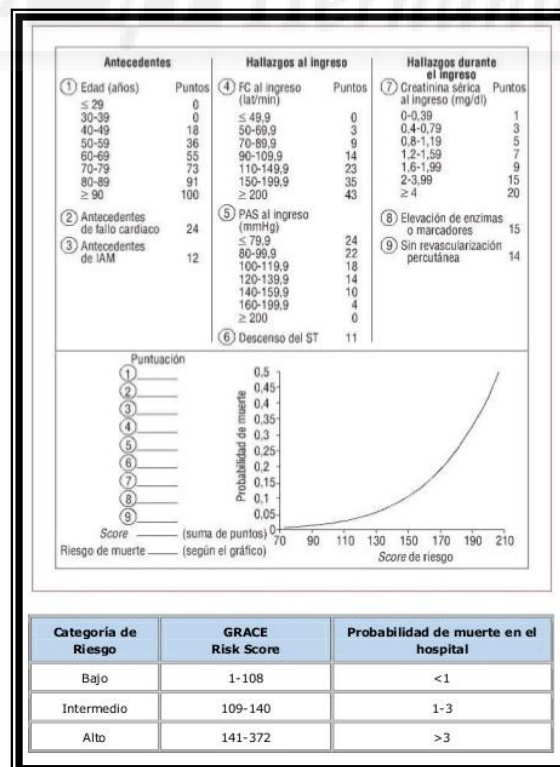 Antecedentes
① Edad (años) Puntos
≤ 29 0
30-39 0
40-49 18
50-59 36
60-69 55
70-79 73
80-89 91
≥ 90 100
② Antecedentes
de fallo cardiaco 24
③ Antecedentes
de IAM 12
Hallazgos al ingreso
④ FC al ingreso Puntos
(lat/min)
≤ 49,9 0
50-69,9 3
70-89,9 9
90-109,9 14
110-149,9 23
150-199,9 35
≥ 200 43
⑤ PAS al ingreso
(mmHg)
≤ 79,9 24
80-99,9 22
100-119,9 18
120-139,9 14
140-159,9 10
160-199,9 4
≥ 200 0
⑥ Descenso del ST 11
Hallazgos durante
el ingreso
⑦ Creatinina sérica Puntos
al ingreso (mg/dl)
0-0,39 1
0,4-0,79 3
0,8-1,19 5
1,2-1,59 7
1,6-1,99 9
2-3,99 15
≥ 4 20
⑧ Elevación de enzimas
o marcadores 15
⑨ Sin revascularización
percutánea 14
Puntuación
①
②
③
④
⑤
⑥
⑦
⑧
⑨
Score (suma de puntos)
Riesgo de muerte (según el gráfico)
Probabilidad de muerte
0,5
0,45
0,4
0,35
0,3
0,25
0,2
0,15
0,1
0,05
0
70 90 110 130 150 170 190 210
Score de riesgo
Categoría de Riesgo GRACE Risk Score Probabilidad de muerte en el hospital
Bajo 1-108 <1
Intermedio 109-140 1-3
Alto 141-372 >3